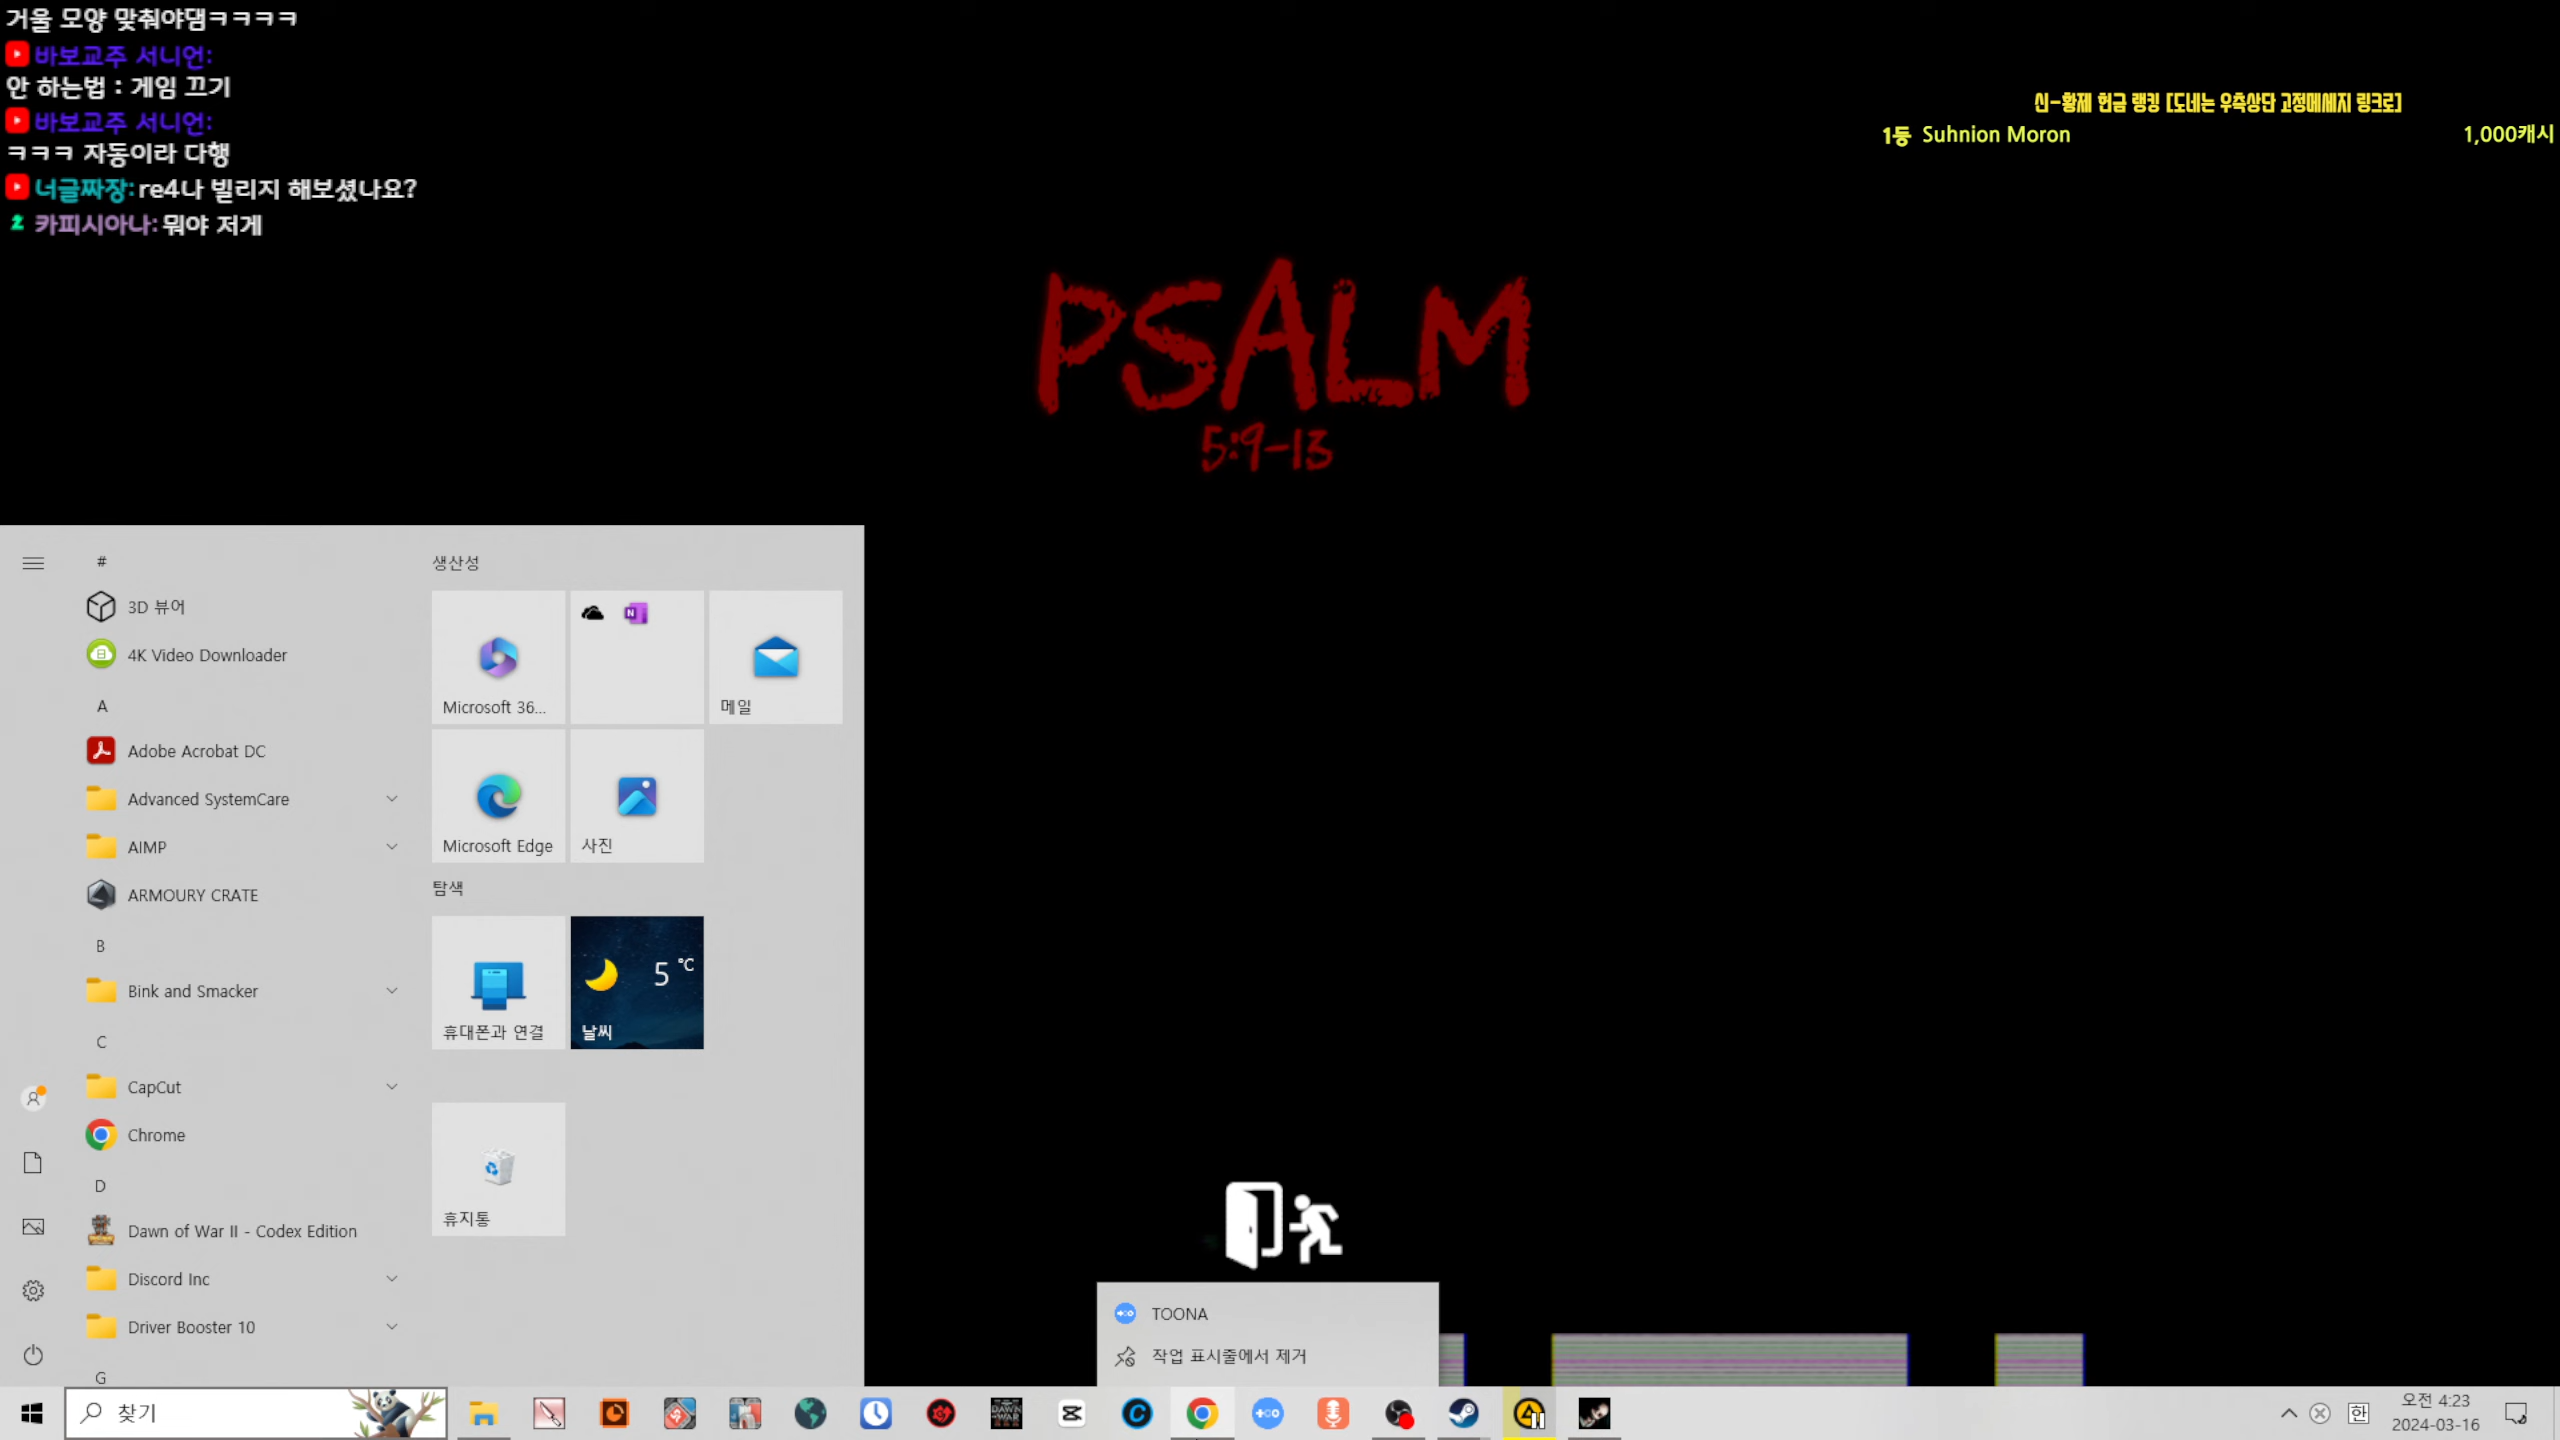 거울 모양 맞춰야댐ㅋㅋㅋㅋ
바보교주 서니언:
안 하는법 : 게임 끄기
바보교주 서니언:
ㅋㅋㅋ 자동이라 다행
너글짜장: re4나 빌리지 해보셨나요?
카피시아나: 뭐야 저게
신-황제 헌금 랭킹 [도네는 우측상단 고정메세지 링크로]
1등 Suhnion Moron 1,000캐시
PSALM
5:9-13
#
3D 뷰어
4K Video Downloader
A
Adobe Acrobat DC
Advanced SystemCare
AIMP
ARMOURY CRATE
B
Bink and Smacker
C
CapCut
Chrome
D
Dawn of War II - Codex Edition
Discord Inc
Driver Booster 10
G
생산성
Microsoft 36...
메일
Microsoft Edge
사진
탐색
휴대폰과 연결
5 °C
날씨
휴지통
TOONA
작업 표시줄에서 제거
찾기
DAWN OF WAR
한
오전 4:23
2024-03-16